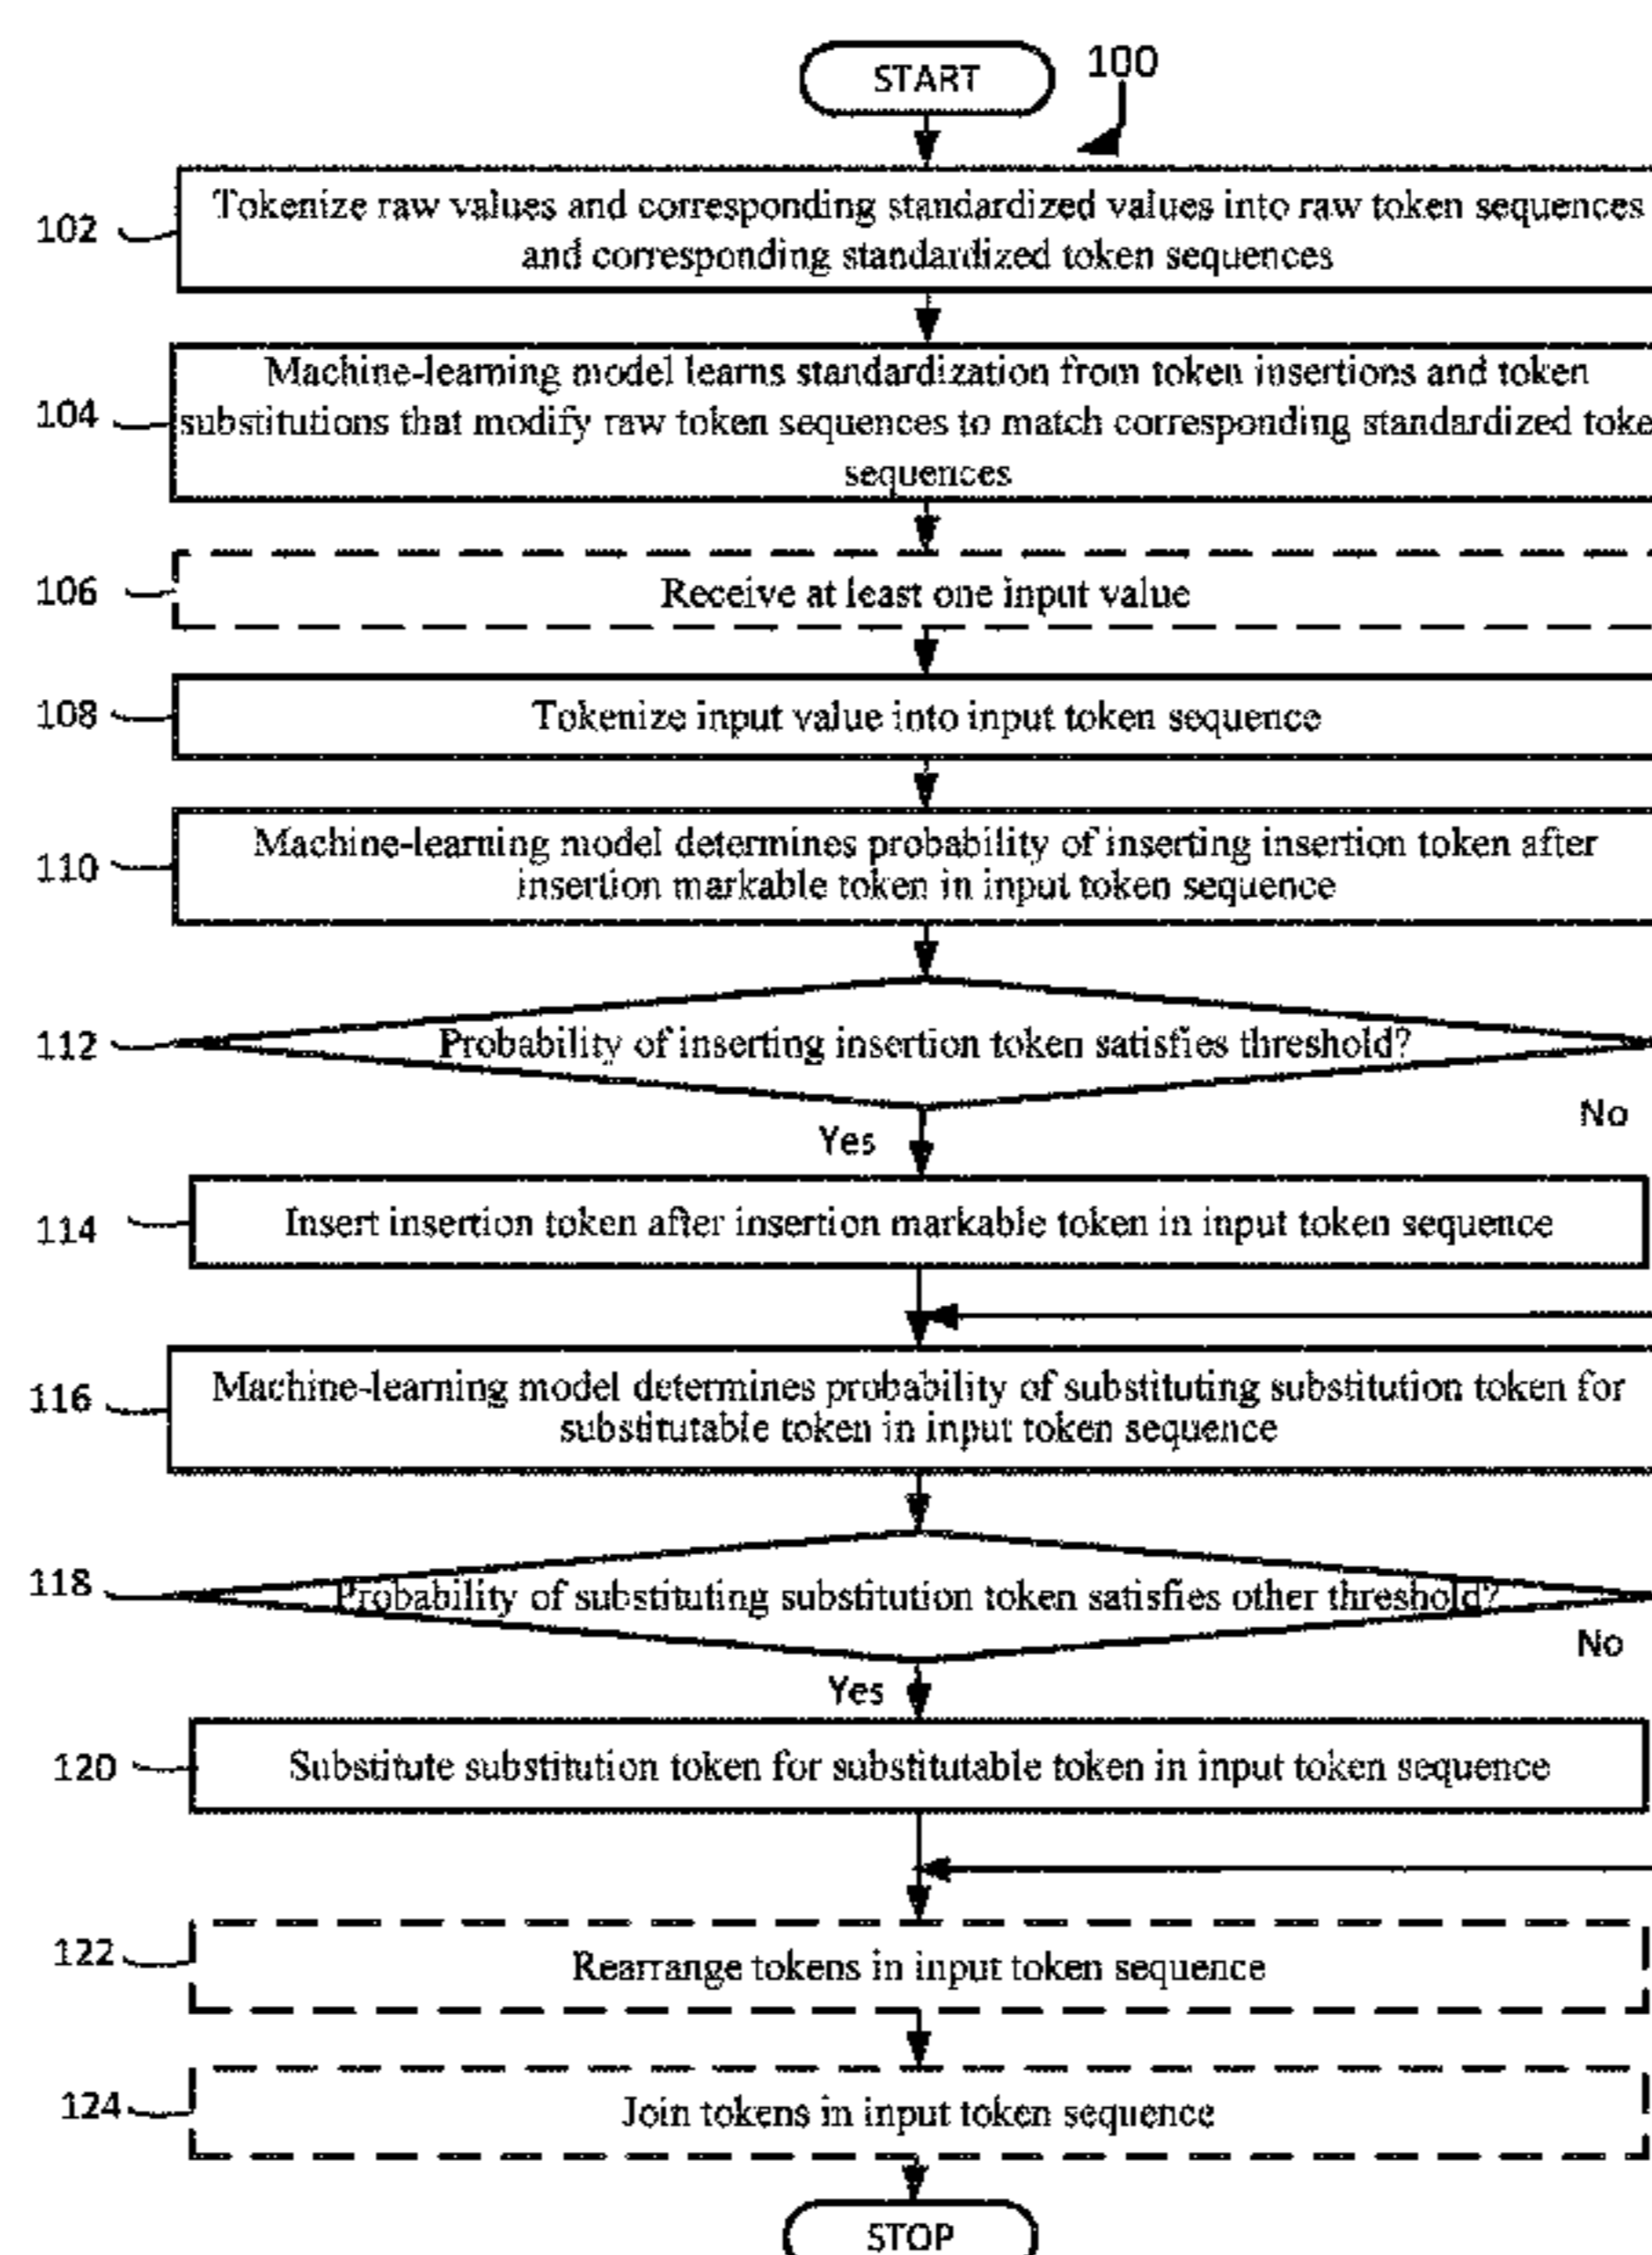 START
100
102
Tokenize raw values and corresponding standardized values into raw token sequences
and corresponding standardized token sequences
104
Machine-learning model learns standardization from token insertions and token
substitutions that modify raw token sequences to match corresponding standardized toke
sequences
106
Receive at least one input value
108
Tokenize input value into input token sequence
110
Machine-learning model determines probability of inserting insertion token after
insertion markable token in input token sequence
112
Probability of inserting insertion token satisfies threshold?
No
Yes
114
Insert insertion token after insertion markable token in input token sequence
116
Machine-learning model determines probability of substituting substitution token for
substitutable token in input token sequence
118
Probability of substituting substitution token satisfies other threshold?
No
Yes
120
Substitute substitution token for substitutable token in input token sequence
122
Rearrange tokens in input token sequence
124
Join tokens in input token sequence
STOP